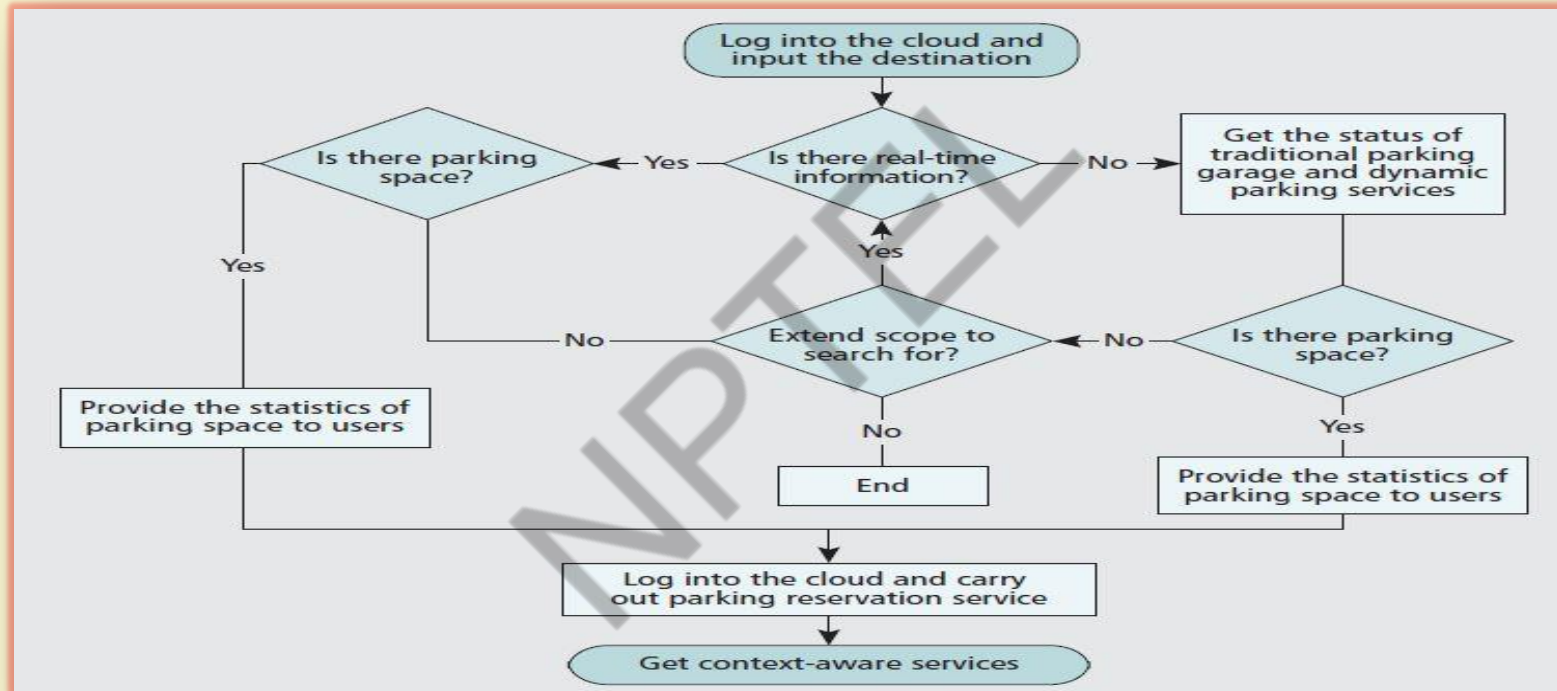 Log into the cloud and
input the destination
Is there parking
space?
Yes
Is there real-time
information?
No
Get the status of
traditional parking
garage and dynamic
parking services
Yes
Yes
No
Extend scope to
search for?
No
Is there parking
space?
Provide the statistics of
parking space to users
No
Yes
End
Provide the statistics of
parking space to users
Log into the cloud and carry
out parking reservation service
Get context-aware services
NPTEL